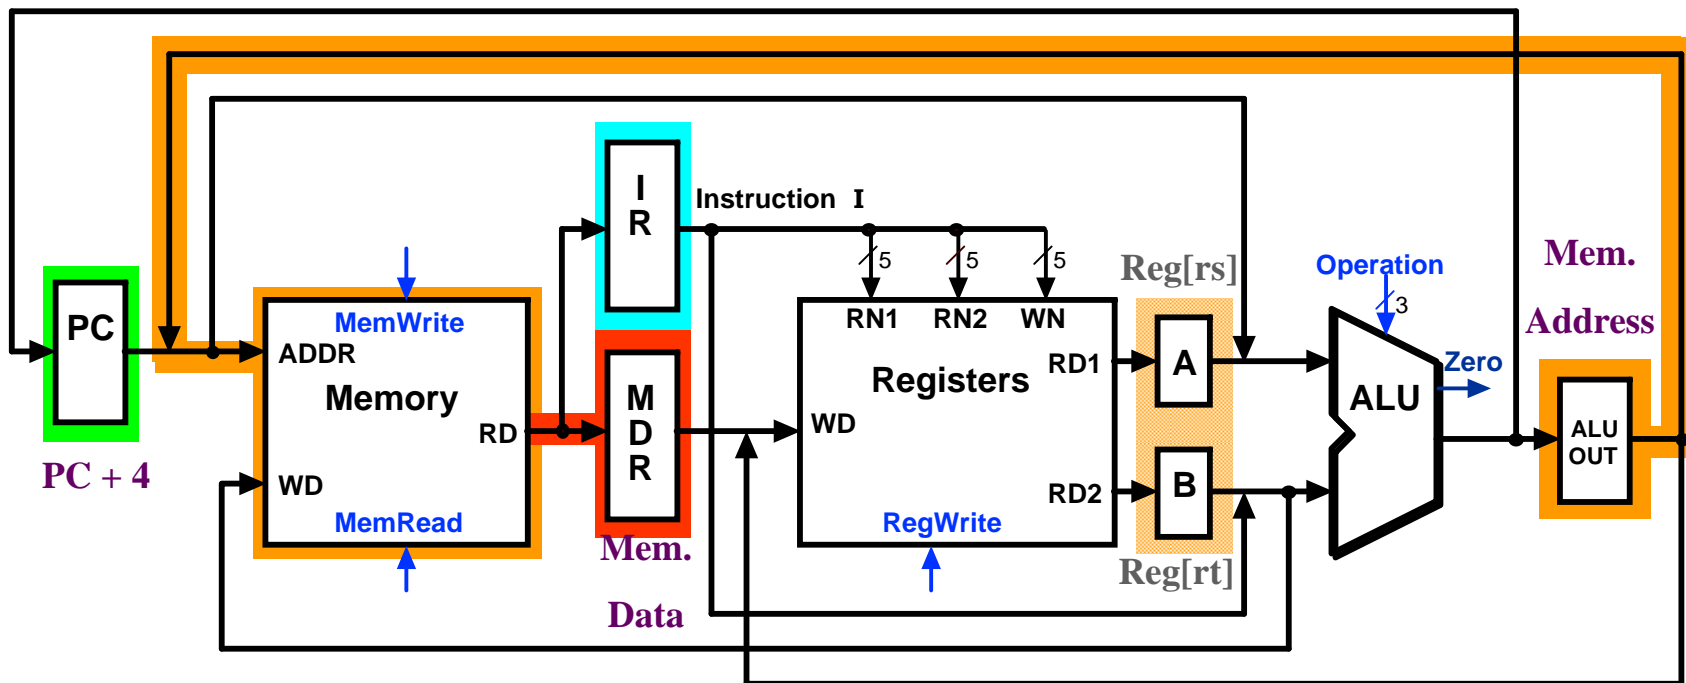 I
R
Instruction I
5
5
5
Reg[rs]
Operation
3
Mem.
Address
PC
MemWrite
ADDR
Memory
RD
WD
MemRead
PC + 4
M
D
R
Mem.
Data
RN1
RN2
WN
RD1
Registers
WD
RD2
RegWrite
A
B
Reg[rt]
Zero
ALU
ALU
OUT